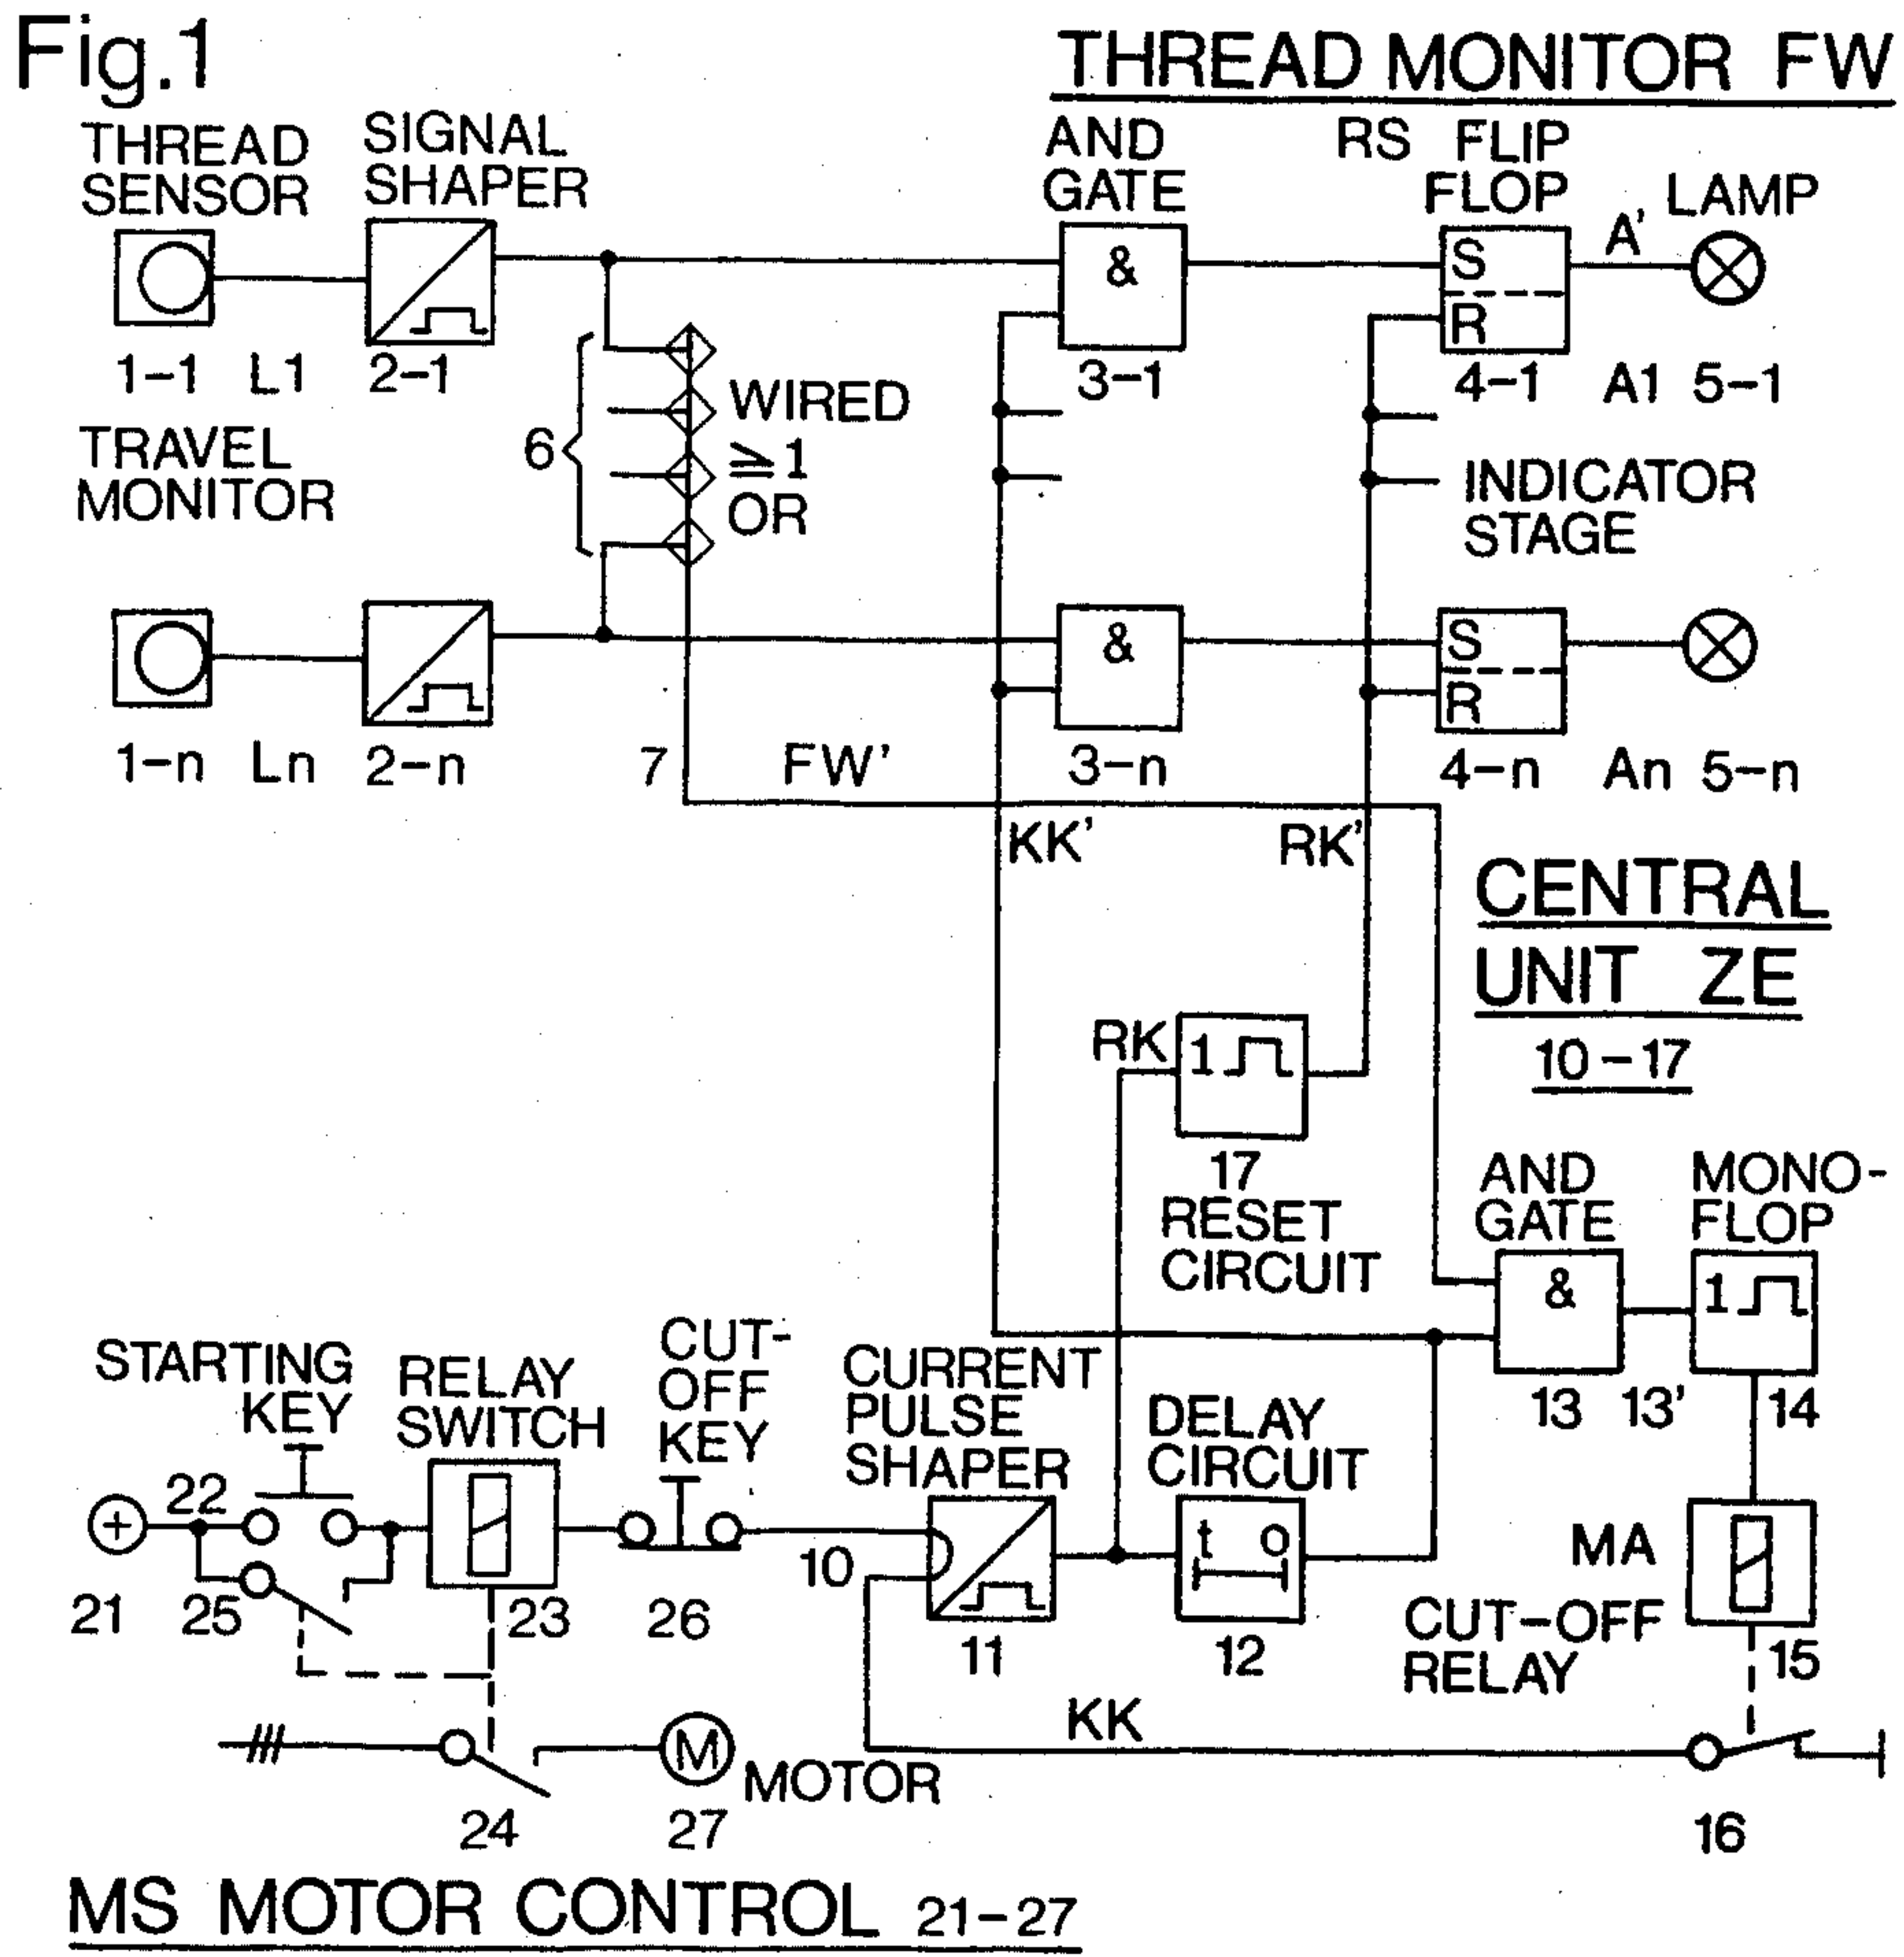 Fig.1
THREAD MONITOR FW
THREAD
SENSOR
SIGNAL
SHAPER
AND
GATE
RS FLIP
FLOP
A'
LAMP
&
S
R
1-1 L1 2-1
3-1
4-1 A1 5-1
TRAVEL
MONITOR
6
WIRED
≥1
OR
INDICATOR
STAGE
&
S
R
1-n Ln 2-n
7 FW'
3-n
4-n An 5-n
KK'
RK'
CENTRAL
UNIT ZE
10-17
RK
1
17
RESET
CIRCUIT
AND
GATE
MONO-
FLOP
&
1
13 13' 14
STARTING
KEY
RELAY
SWITCH
CUT-
OFF
KEY
CURRENT
PULSE
SHAPER
DELAY
CIRCUIT
+
22
t o
MA
21 25 23 26 10 11 12
CUT-OFF
RELAY
15
KK
M
MOTOR
24 27
16
MS MOTOR CONTROL 21-27